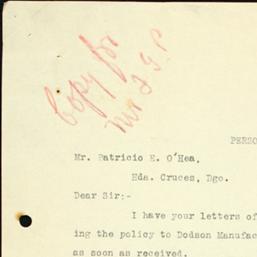 Copy for
Mr J G P
PERSO
Mr. Patricio E. O'Hea,
Hda. Cruces, Dgo.
Dear Sir:-
I have your letters of
ing the policy to Dodson Manufac
as soon as received.